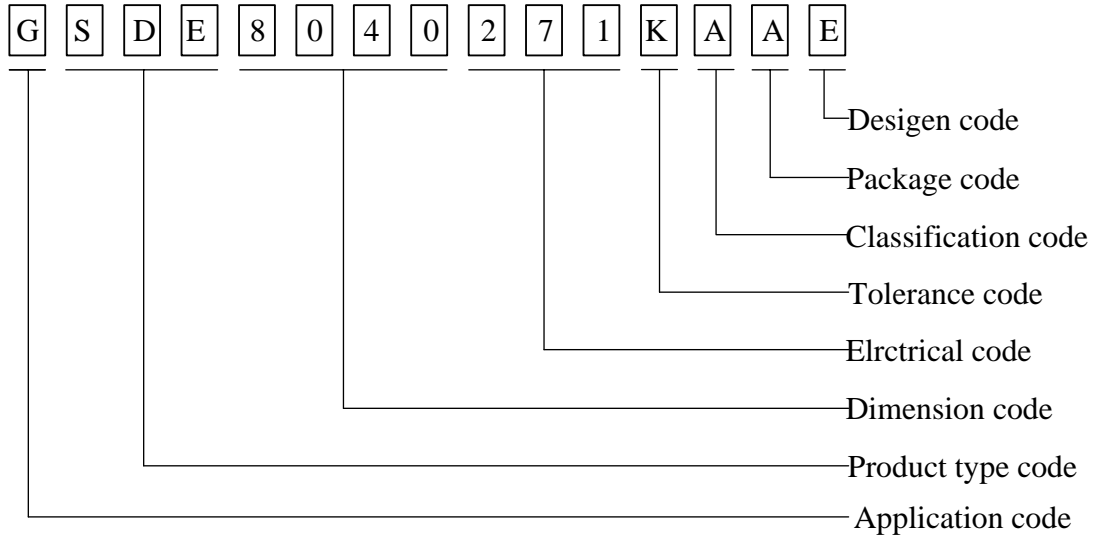 G S D E 8 0 4 0 2 7 1 K A A E
Desigen code
Package code
Classification code
Tolerance code
Elrctrical code
Dimension code
Product type code
Application code